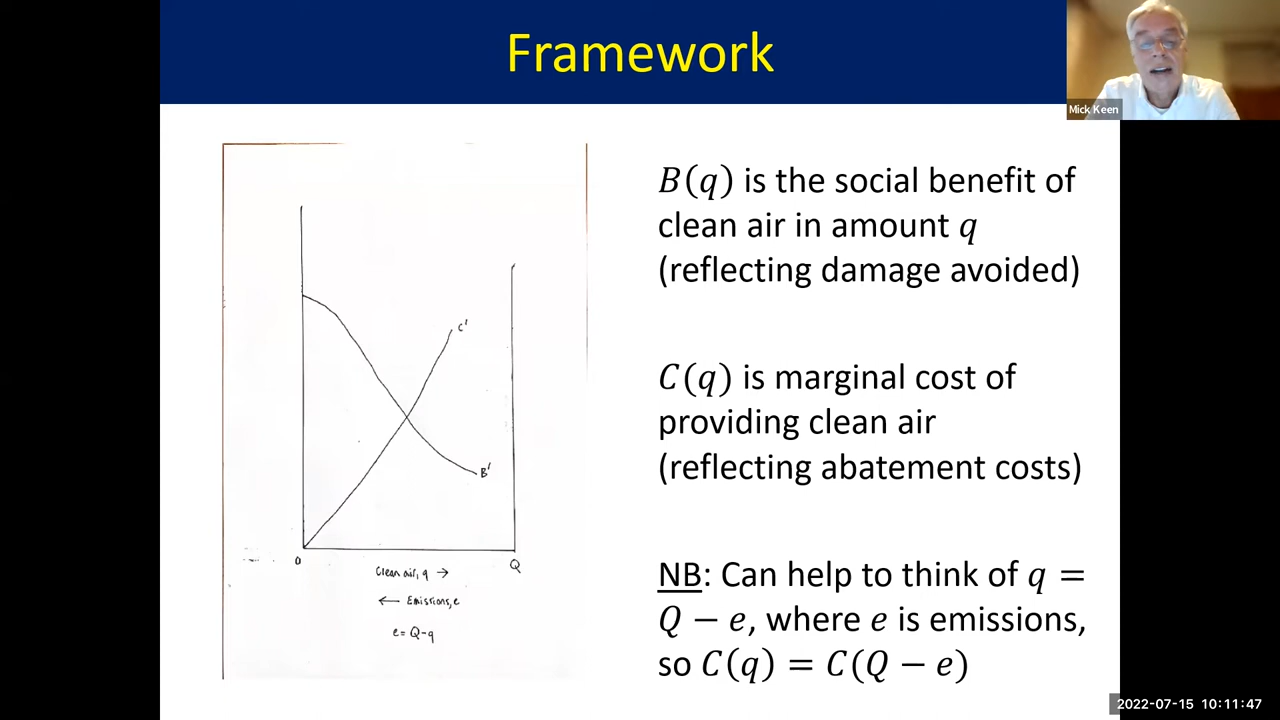 Framework
Mick Keen
B(q) is the social benefit of
clean air in amount q
(reflecting damage avoided)
C(q) is marginal cost of
providing clean air
(reflecting abatement costs)
NB: Can help to think of q =
Q − e, where e is emissions,
so C(q) = C(Q − e)
C'
B'
0
Q
Clean air, q →
← Emissions, e
e = Q-q
2022-07-15 10:11:47